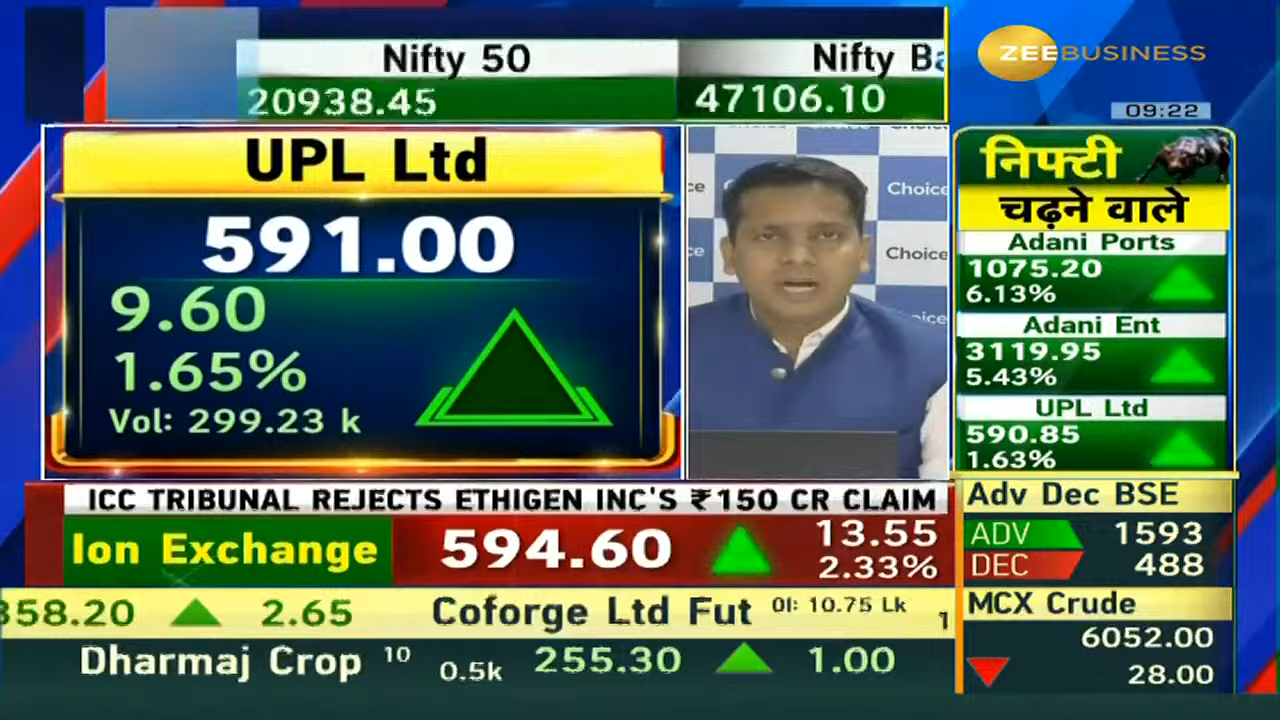 Nifty 50
Nifty Ba
20938.45
47106.10
ZEEBUSINESS
09:22
UPL Ltd
591.00
9.60
1.65%
Vol: 299.23 k
Choice
Choice
निफ्टी
चढ़ने वाले
Adani Ports
1075.20
6.13%
Adani Ent
3119.95
5.43%
UPL Ltd
590.85
1.63%
ICC TRIBUNAL REJECTS ETHIGEN INC'S ₹150 CR CLAIM
Ion Exchange
594.60
13.55
2.33%
Adv Dec BSE
ADV 1593
DEC 488
MCX Crude
6052.00
28.00
358.20 2.65 Coforge Ltd Fut OI: 10.75 Lk 1
Dharmaj Crop 10 0.5k 255.30 1.00